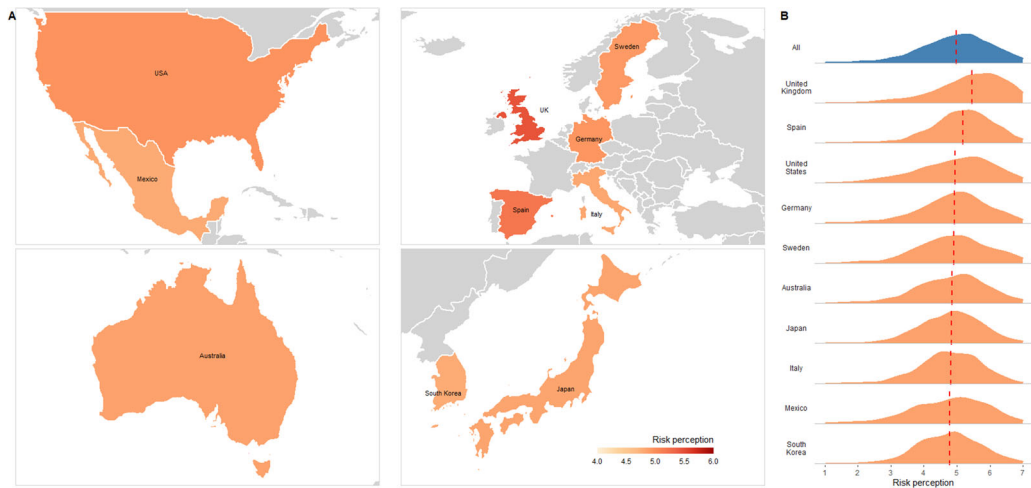 A
USA
Mexico
Sweden
UK
Germany
Spain
Italy
Australia
South Korea
Japan
Risk perception
4.0 4.5 5.0 5.5 6.0
B
All
United
Kingdom
Spain
United
States
Germany
Sweden
Australia
Japan
Italy
Mexico
South
Korea
1 2 3 4 5 6 7
Risk perception